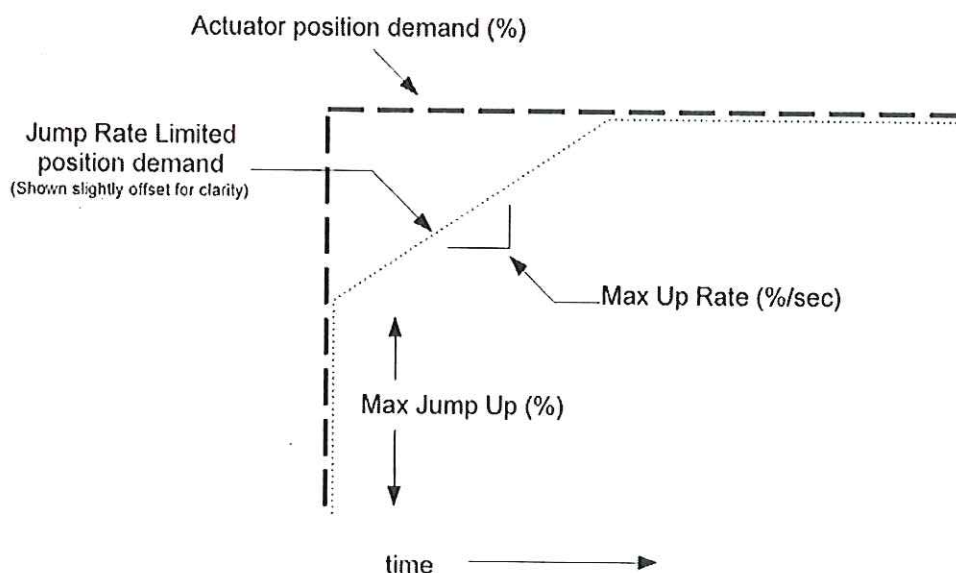 Actuator position demand (%)
Jump Rate Limited
position demand
(Shown slightly offset for clarity)
Max Up Rate (%/sec)
Max Jump Up (%)
time